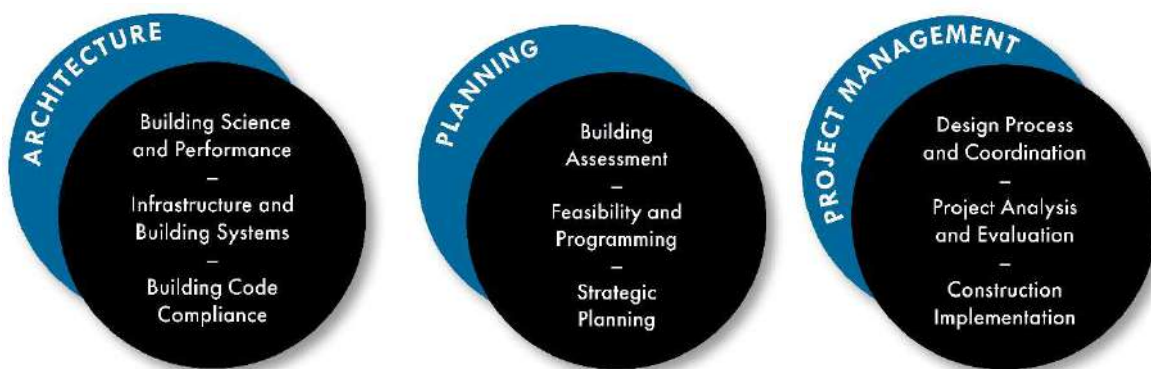 ARCHITECTURE
Building Science
and Performance
–
Infrastructure and
Building Systems
–
Building Code
Compliance
PLANNING
Building
Assessment
–
Feasibility and
Programming
–
Strategic
Planning
PROJECT MANAGEMENT
Design Process
and Coordination
–
Project Analysis
and Evaluation
–
Construction
Implementation